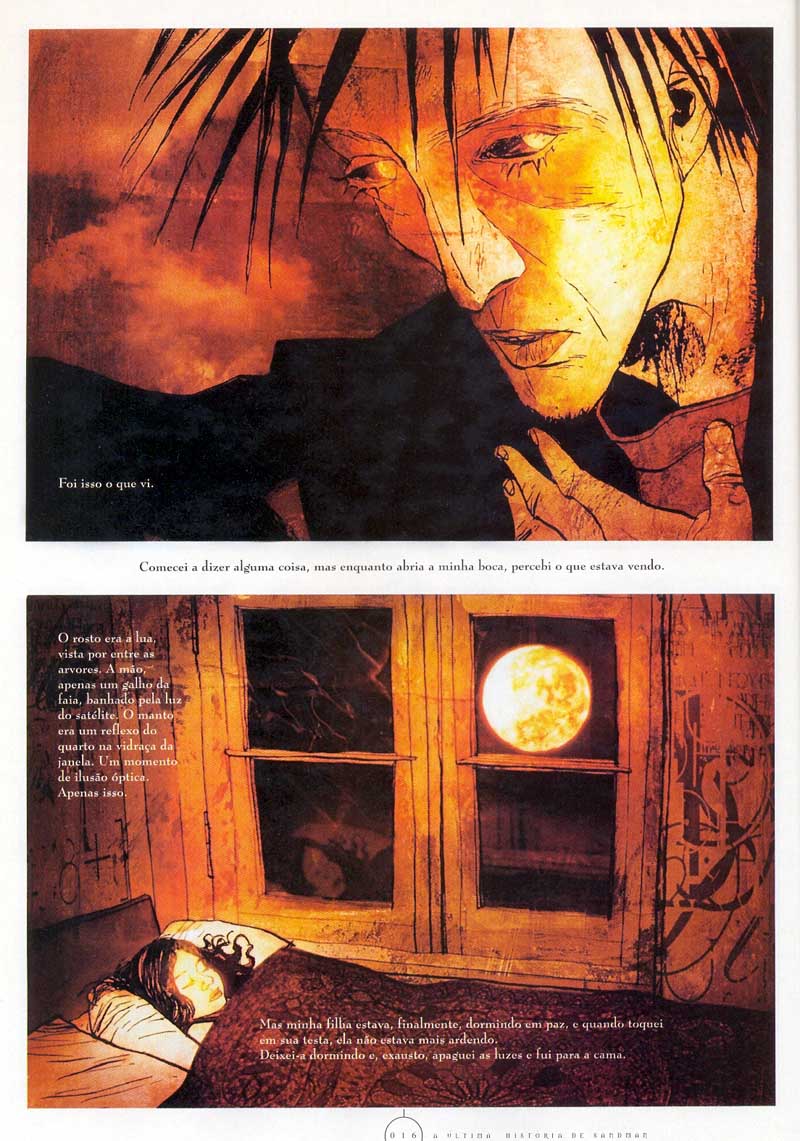 Foi isso o que vi.
Comecei a dizer alguma coisa, mas enquanto abria a minha boca, percebi o que estava vendo.
O rosto era a lua,
vista por entre as
arvores. A mão,
apenas um galho da
faia, banhado pela luz
do satélite. O manto
era um reflexo do
quarto na vidraça da
janela. Um momento
de ilusão óptica.
Apenas isso.
Mas minha filha estava, finalmente, dormindo em paz, e quando toquei
em sua testa, ela não estava mais ardendo.
Deixei-a dormindo e, exausto, apaguei as luzes e fui para a cama.
016 A ULTIMA HISTORIA DE SANDMAN